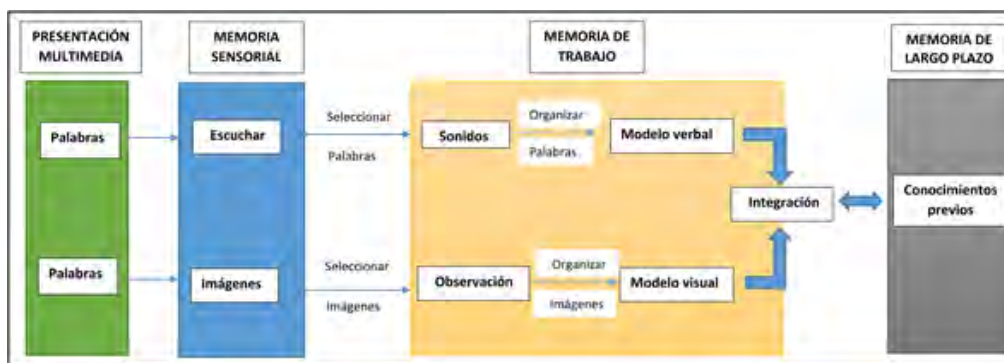 PRESENTACIÓN
MULTIMEDIA
MEMORIA
SENSORIAL
MEMORIA DE
TRABAJO
MEMORIA DE
LARGO PLAZO
Palabras
Escuchar
Seleccionar
Palabras
Sonidos
Organizar
Palabras
Modelo verbal
Integración
Conocimientos
previos
Palabras
Imágenes
Seleccionar
Imágenes
Observación
Organizar
Imágenes
Modelo visual